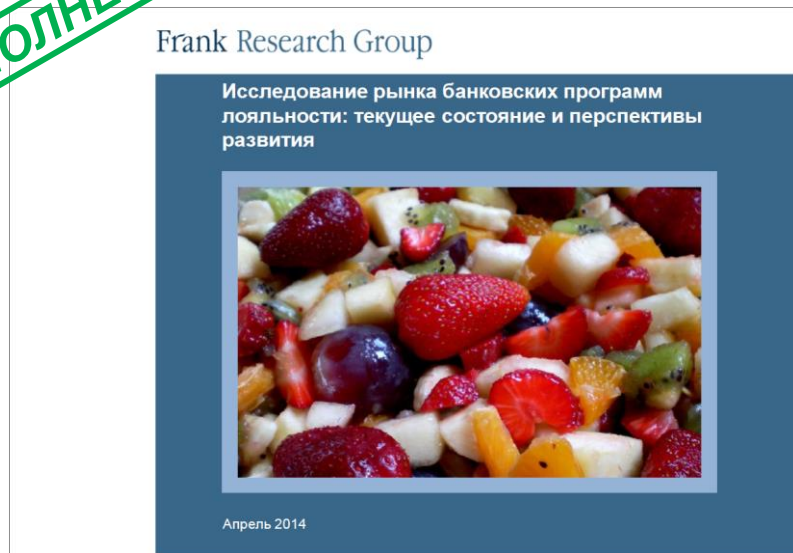 Frank Research Group
Исследование рынка банковских программ
лояльности: текущее состояние и перспективы
развития
Апрель 2014